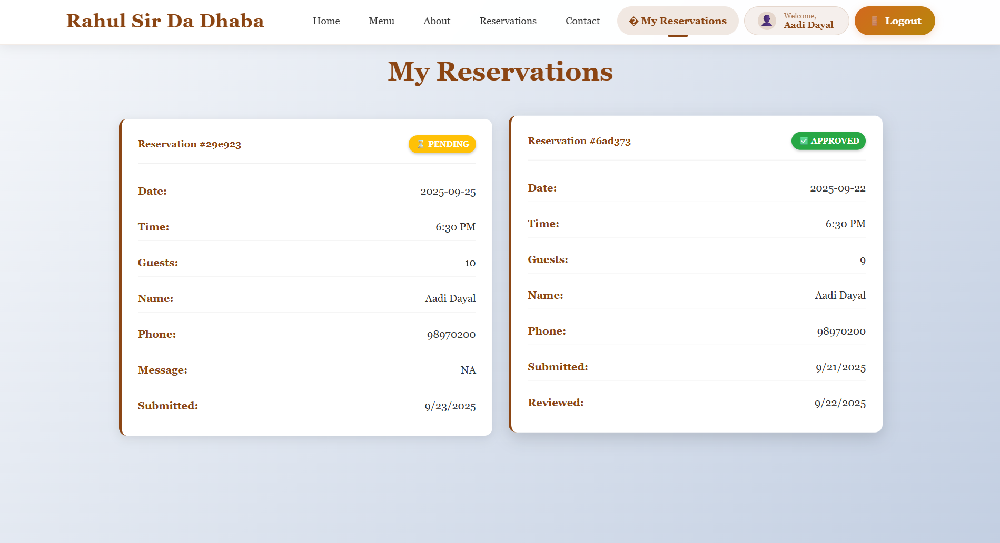 Rahul Sir Da Dhaba
Home Menu About Reservations Contact � My Reservations Welcome, Aadi Dayal 🚪 Logout
My Reservations
Reservation #29e923 ⏳ PENDING
Date: 2025-09-25
Time: 6:30 PM
Guests: 10
Name: Aadi Dayal
Phone: 98970200
Message: NA
Submitted: 9/23/2025
Reservation #6ad373 ✅ APPROVED
Date: 2025-09-22
Time: 6:30 PM
Guests: 9
Name: Aadi Dayal
Phone: 98970200
Submitted: 9/21/2025
Reviewed: 9/22/2025